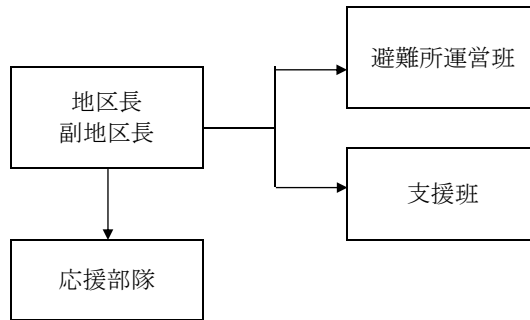 避難所運営班
地区長
副地区長
支援班
応援部隊